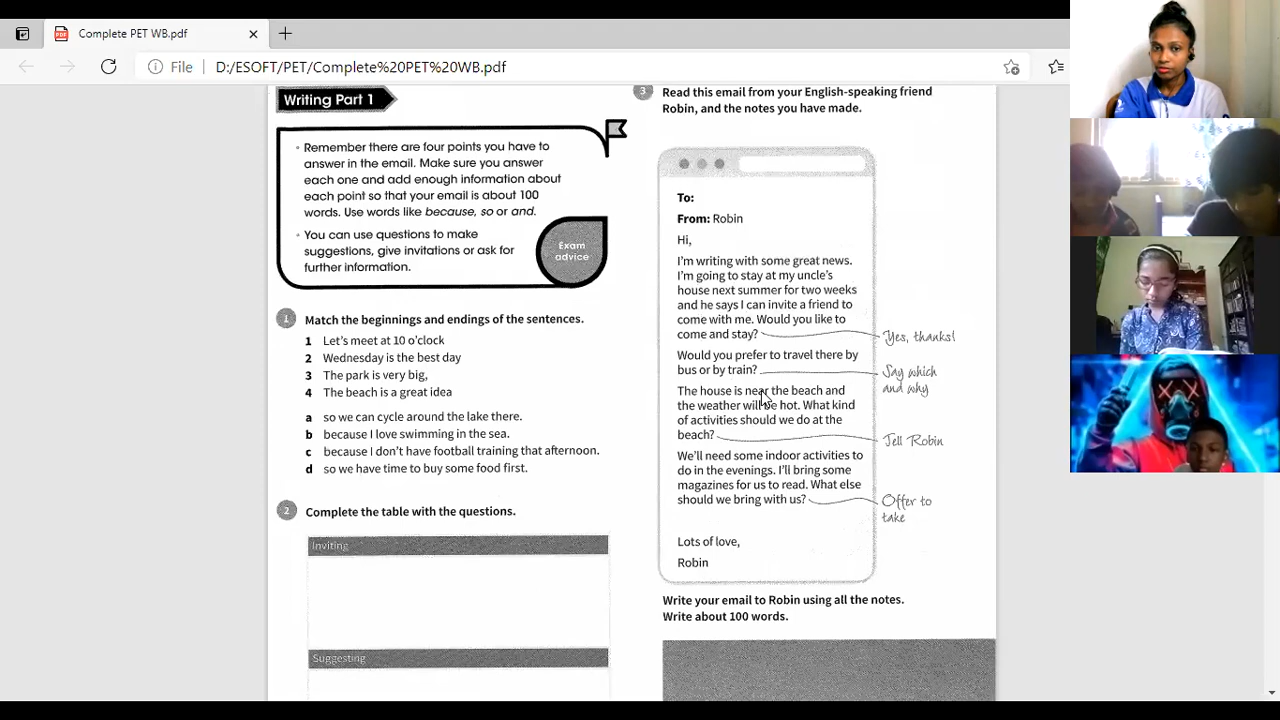 Complete PET WB.pdf
File D:/ESOFT/PET/Complete%20PET%20WB.pdf
Writing Part 1
• Remember there are four points you have to
answer in the email. Make sure you answer
each one and add enough information about
each point so that your email is about 100
words. Use words like because, so or and.
• You can use questions to make
suggestions, give invitations or ask for
further information.
Exam
advice
1 Match the beginnings and endings of the sentences.
1 Let's meet at 10 o'clock
2 Wednesday is the best day
3 The park is very big,
4 The beach is a great idea
a so we can cycle around the lake there.
b because I love swimming in the sea.
c because I don't have football training that afternoon.
d so we have time to buy some food first.
2 Complete the table with the questions.
Inviting
Suggesting
3 Read this email from your English-speaking friend
Robin, and the notes you have made.
To:
From: Robin
Hi,
I'm writing with some great news.
I'm going to stay at my uncle's
house next summer for two weeks
and he says I can invite a friend to
come with me. Would you like to
come and stay?
Yes, thanks!
Would you prefer to travel there by
bus or by train?
Say which
and why
The house is near the beach and
the weather will be hot. What kind
of activities should we do at the
beach?
Tell Robin
We'll need some indoor activities to
do in the evenings. I'll bring some
magazines for us to read. What else
should we bring with us?
Offer to
take
Lots of love,
Robin
Write your email to Robin using all the notes.
Write about 100 words.